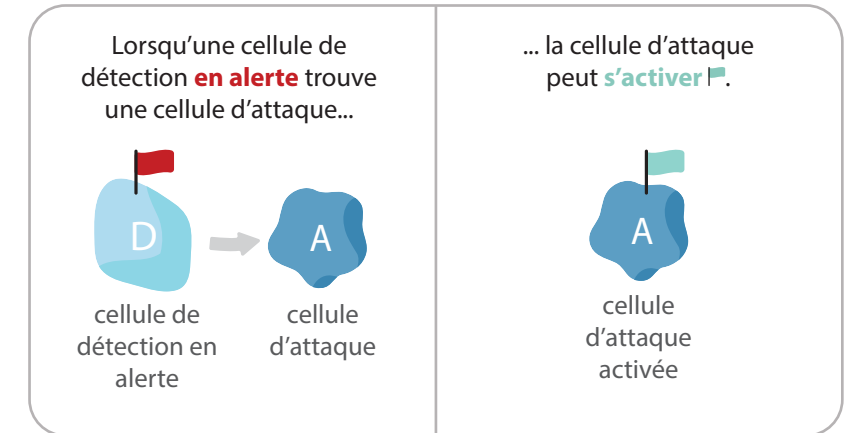 Lorsqu’une cellule de
détection en alerte trouve
une cellule d’attaque...
D
A
cellule de
détection en
alerte
cellule
d’attaque
... la cellule d’attaque
peut s’activer .
A
cellule
d’attaque
activée